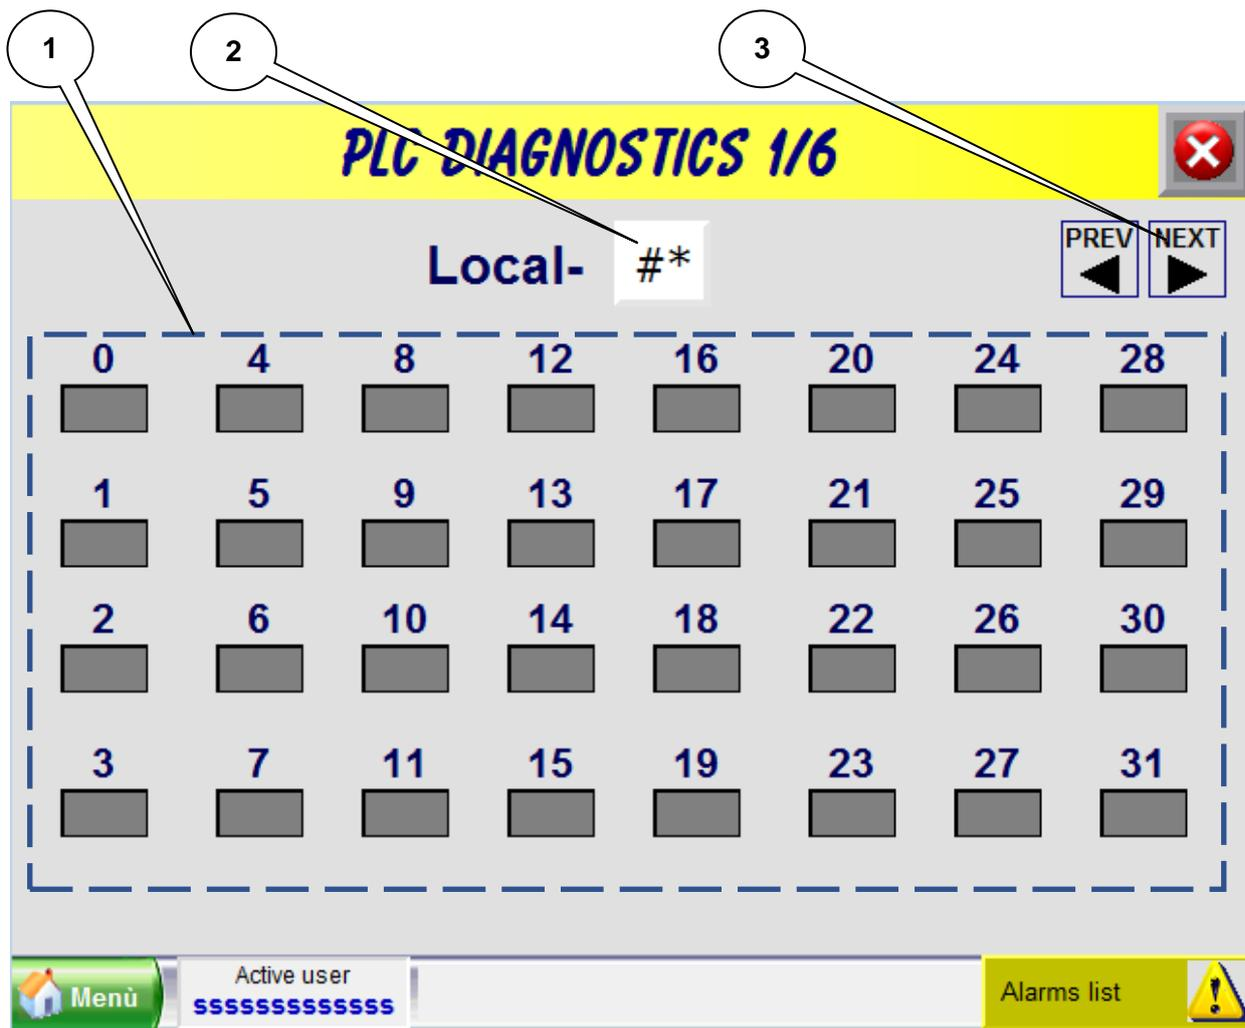 1 2 3
PLC DIAGNOSTICS 1/6
Local- #*
PREV NEXT
0 4 8 12 16 20 24 28
1 5 9 13 17 21 25 29
2 6 10 14 18 22 26 30
3 7 11 15 19 23 27 31
Menù
Active user
sssssssssssss
Alarms list